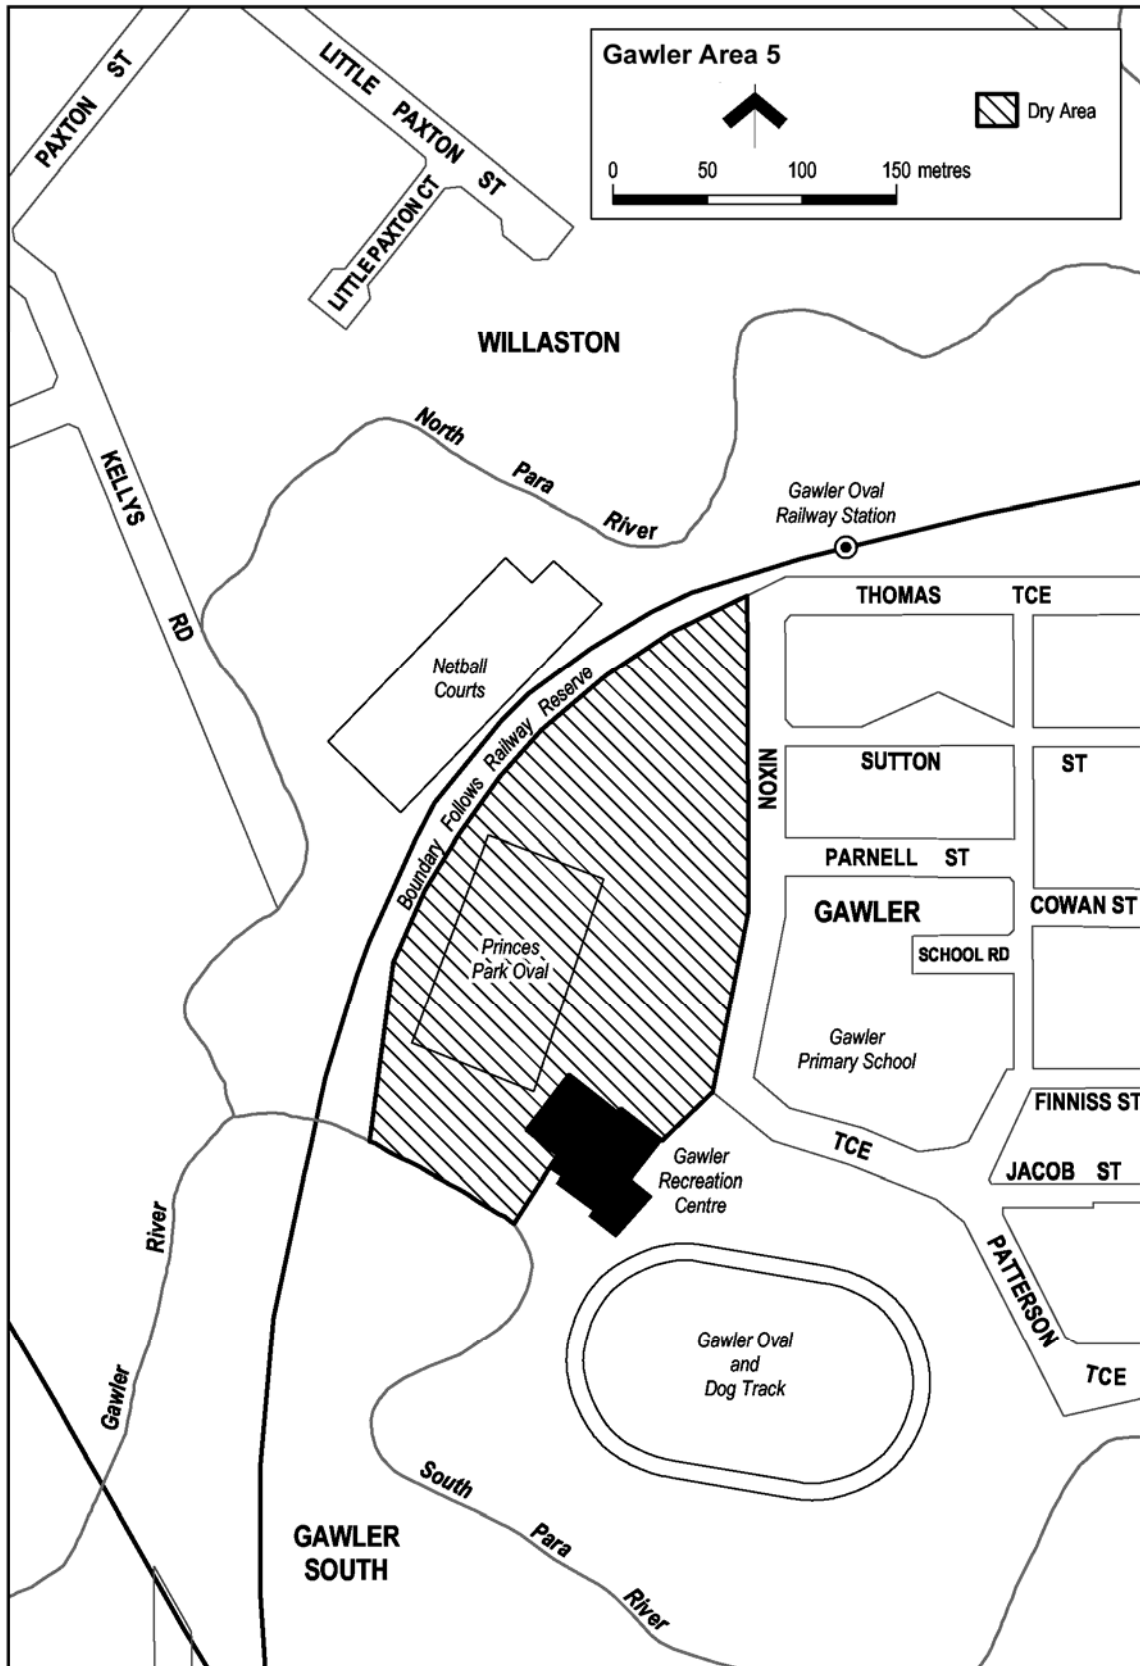 Gawler Area 5
Dry Area
0 50 100 150 metres
PAXTON ST
LITTLE PAXTON ST
LITTLE PAXTON CT
WILLASTON
North Para River
KELLYS RD
Gawler Oval
Railway Station
THOMAS TCE
Netball
Courts
Boundary Follows Railway Reserve
NIXON TCE
SUTTON ST
PARNELL ST
GAWLER
COWAN ST
SCHOOL RD
Princes
Park Oval
Gawler
Primary School
FINNISS ST
JACOB ST
Gawler
Recreation
Centre
PATTERSON TCE
Gawler River
Gawler Oval
and
Dog Track
South Para River
GAWLER
SOUTH